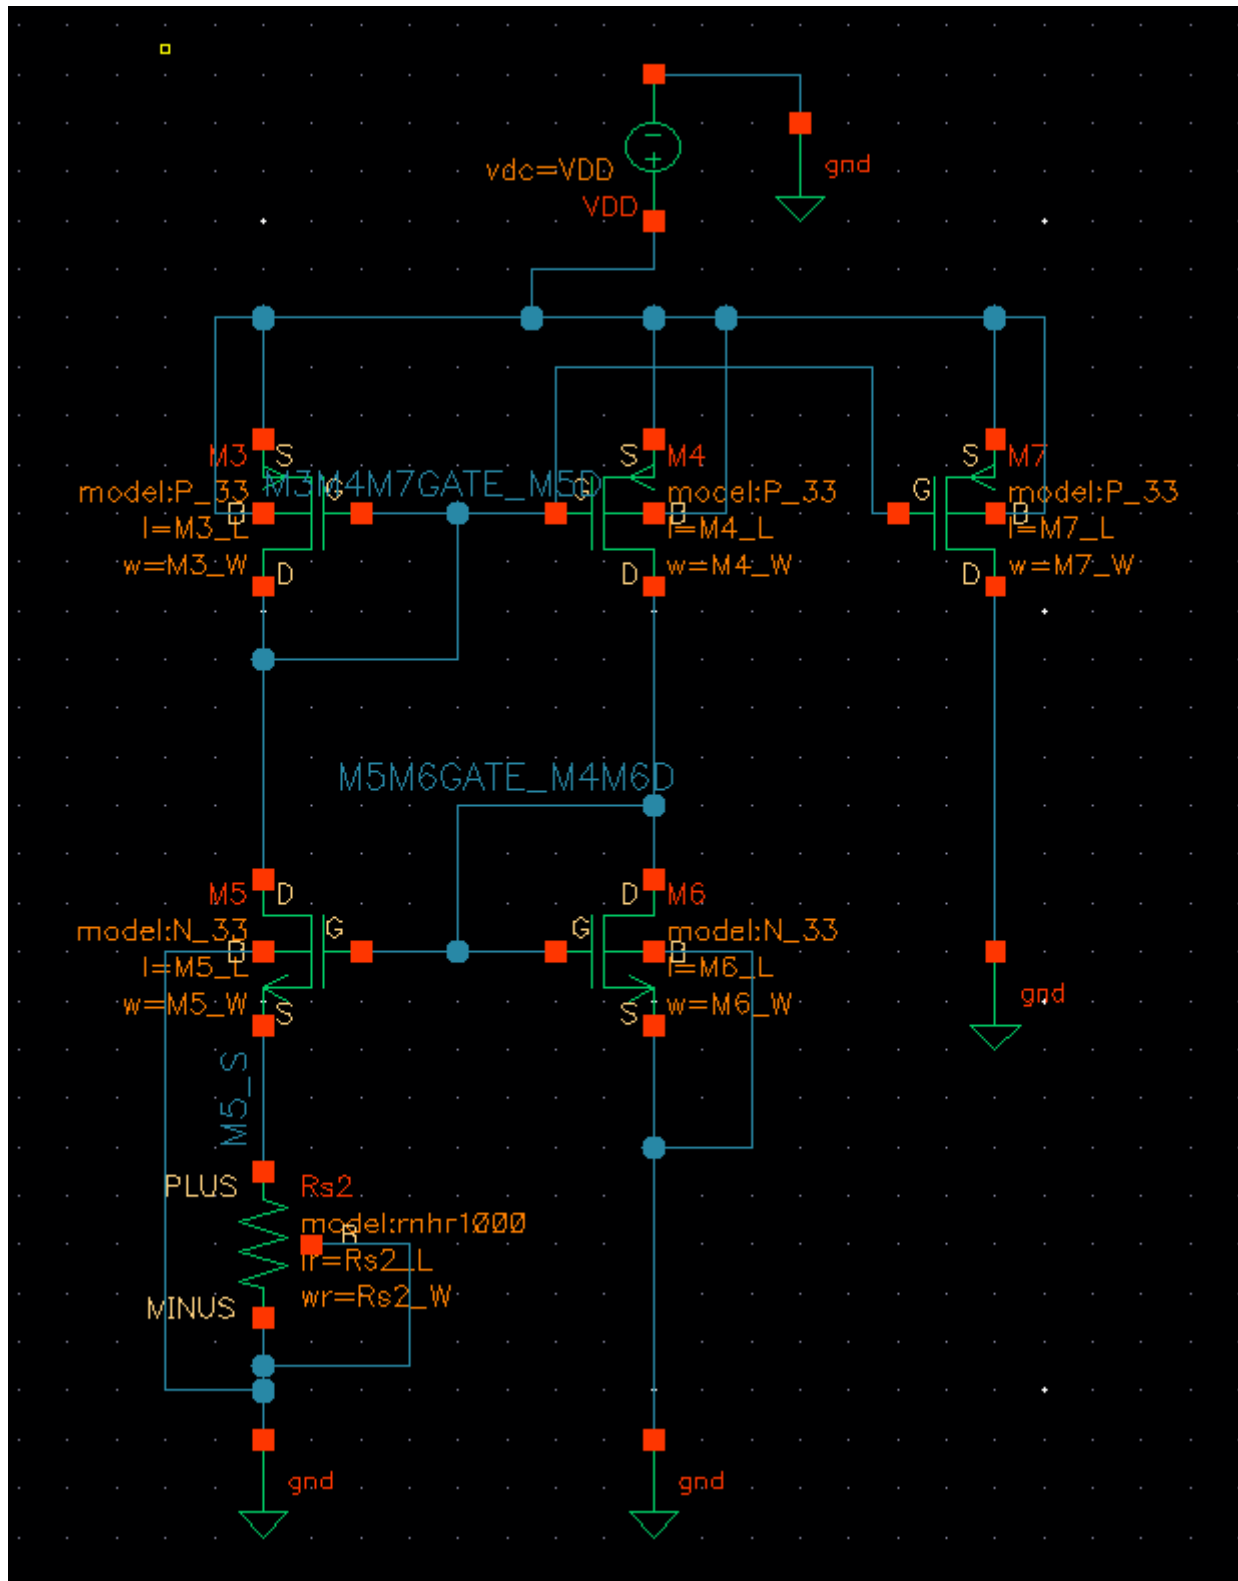 vdc=VDD
gnd
VDD
M3
S
S
M4
S
M7
M3M4M7GATE_M5D
model:P_33
G
G
model:P_33
G
model:P_33
B
B
B
l=M3_L
l=M4_L
l=M7_L
w=M3_W
D
D
w=M4_W
D
w=M7_W
M5M6GATE_M4M6D
M5
D
D
M6
model:N_33
G
G
model:N_33
B
B
l=M5_L
l=M6_L
w=M5_W
S
S
w=M6_W
gnd
M5_S
PLUS
Rs2
model:rnhr1000
R
lr=Rs2_L
wr=Rs2_W
MINUS
gnd
gnd